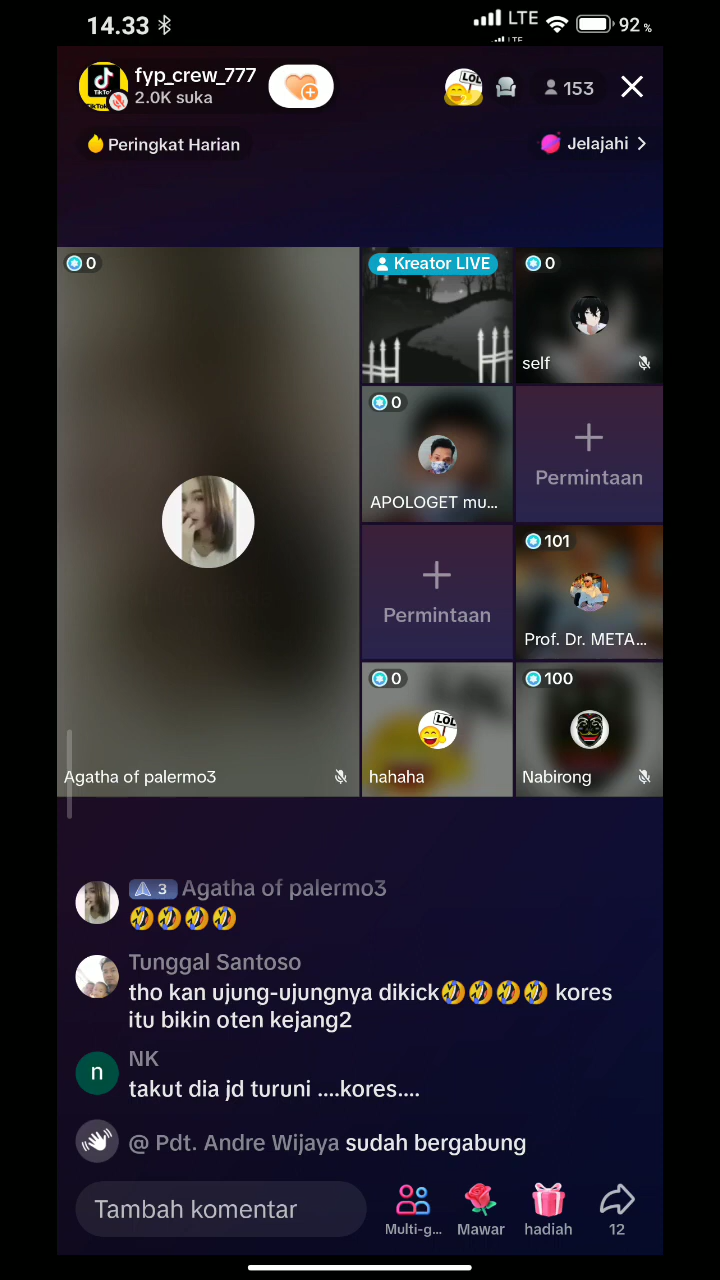 14.33
LTE
92 %
LTE
fyp_crew_777
2.0K suka
LOL
153
Peringkat Harian
Jelajahi
0
Kreator LIVE
0
self
0
APOLOGET mu...
Permintaan
Permintaan
101
Prof. Dr. META...
0
LOL
hahaha
100
Nabirong
Agatha of palermo3
3 Agatha of palermo3
🤣🤣🤣🤣
Tunggal Santoso
tho kan ujung-ujungnya dikick🤣🤣🤣🤣 kores
itu bikin oten kejang2
n
NK
takut dia jd turuni ....kores....
@ Pdt. Andre Wijaya sudah bergabung
Tambah komentar
Multi-g...
Mawar
hadiah
12